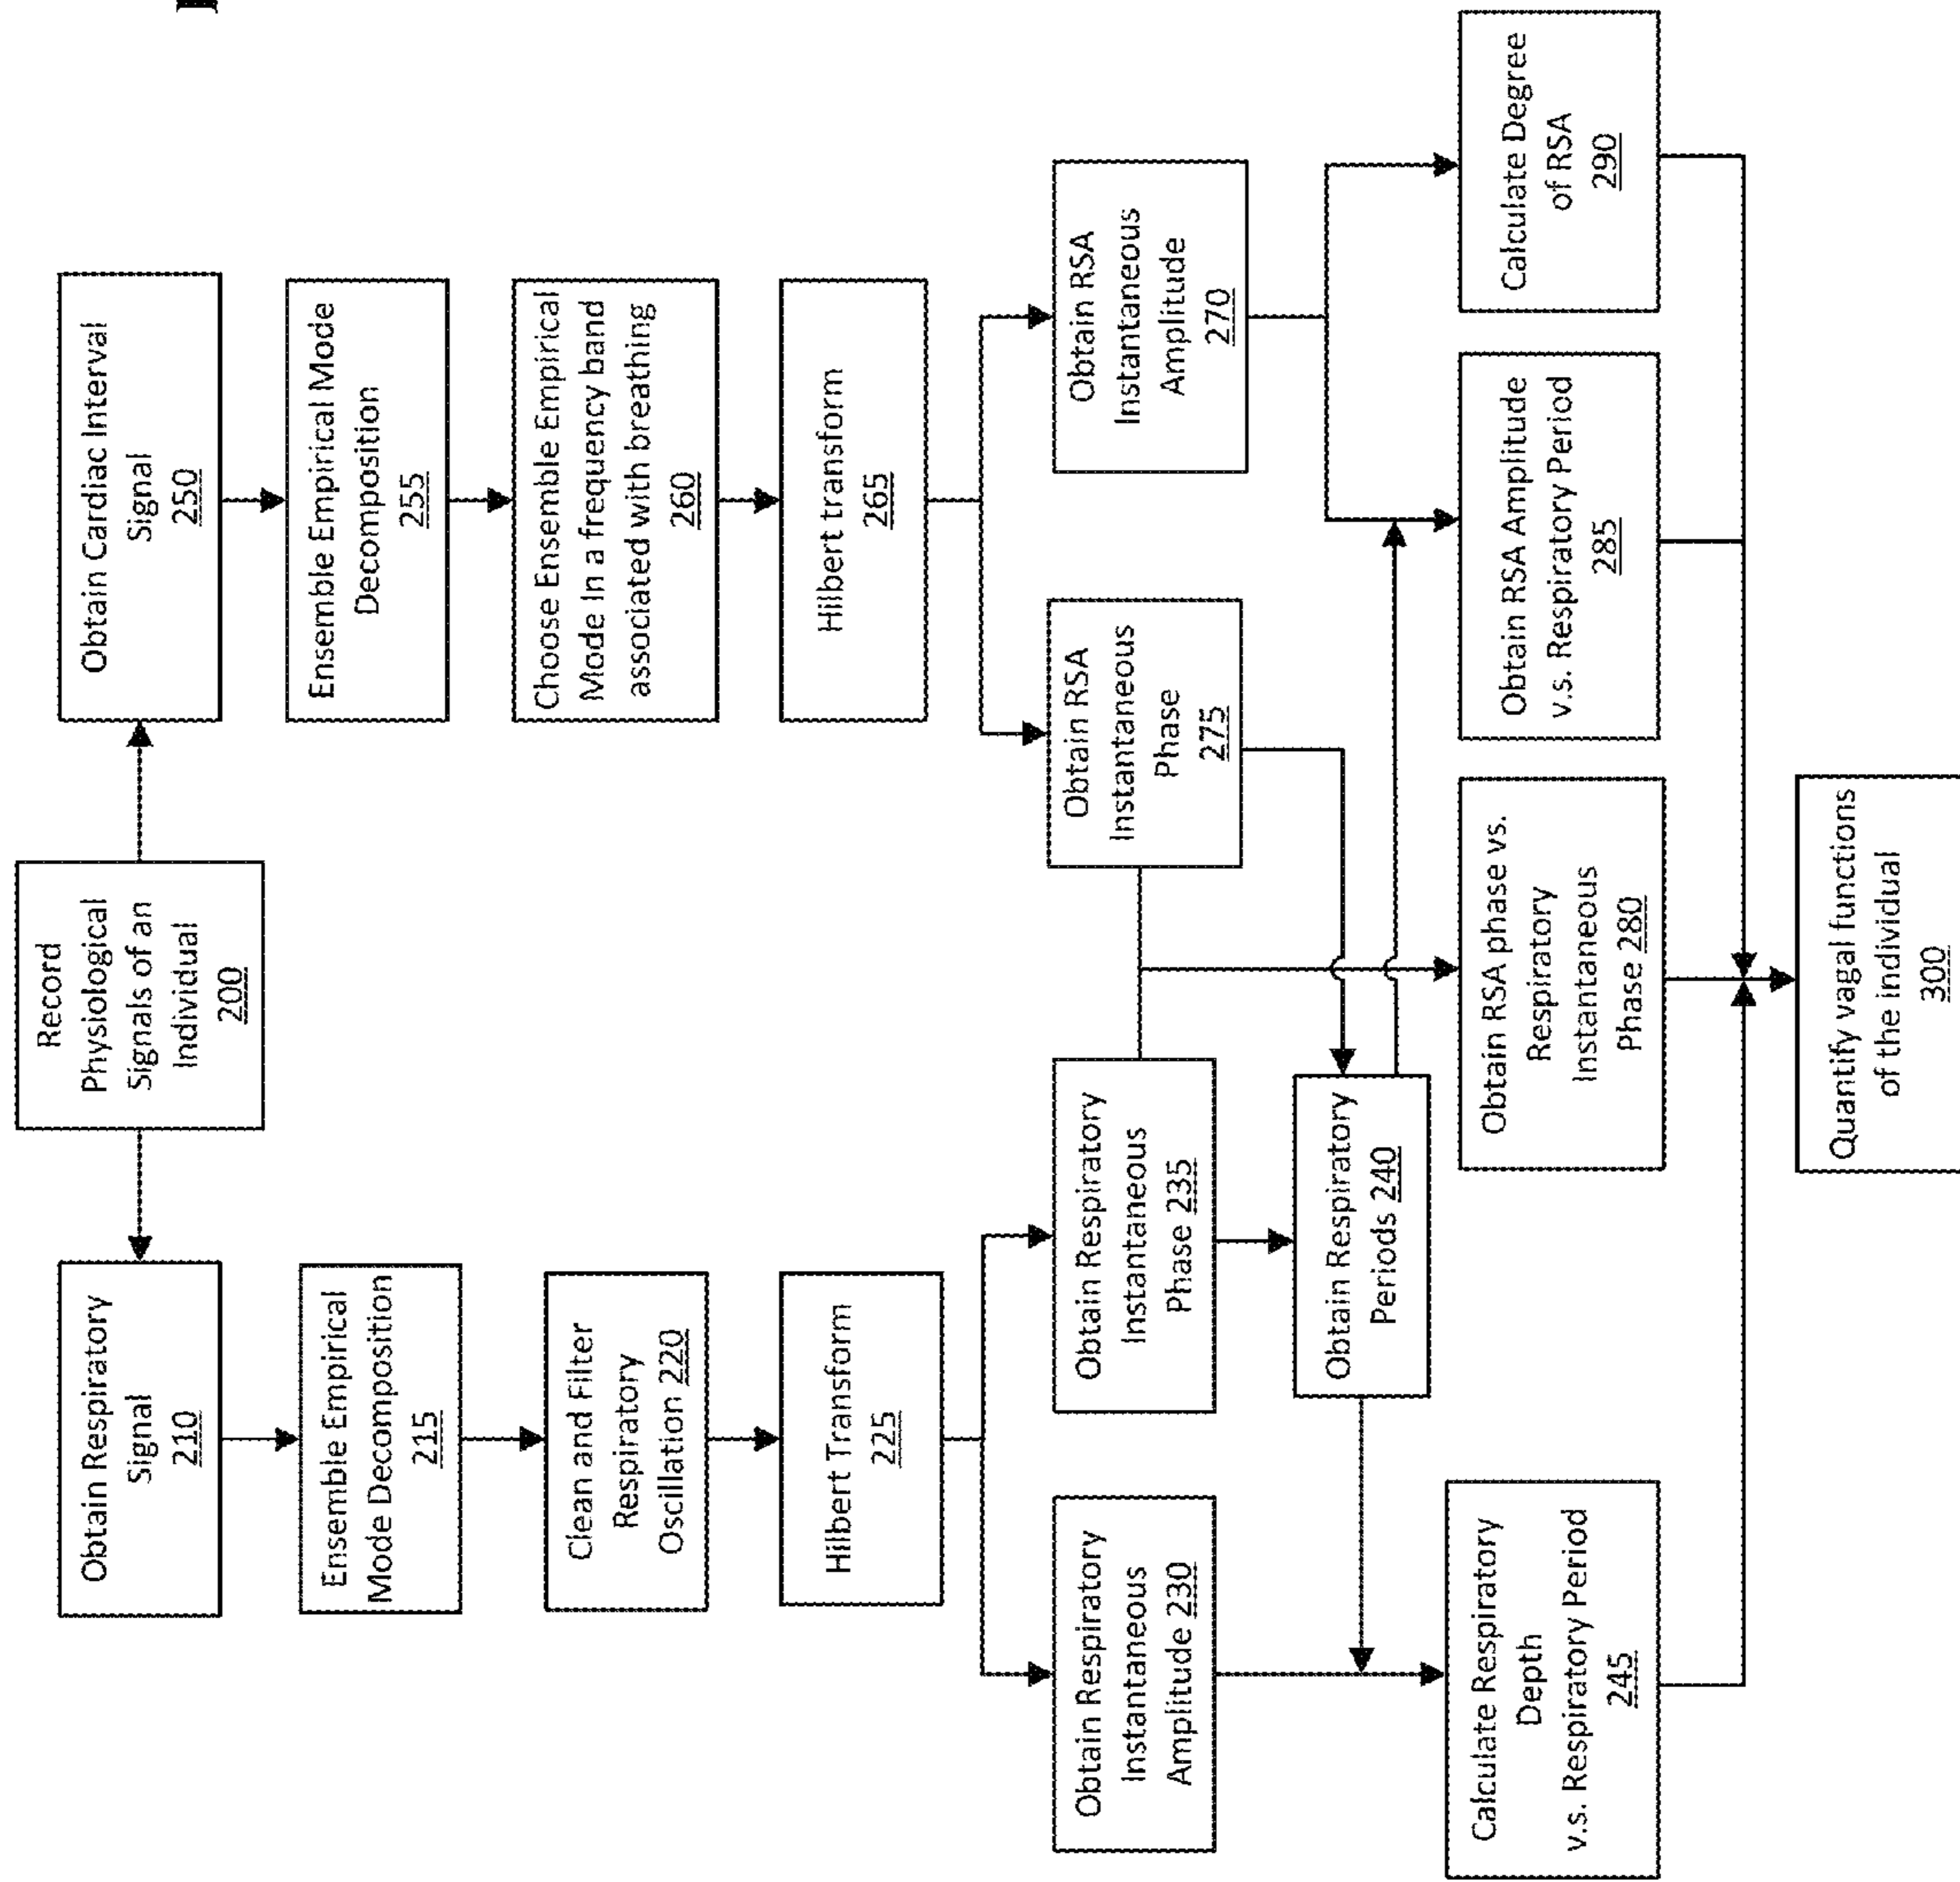 Record
Physiological
Signals of an
Individual
200
Obtain Respiratory
Signal
210
Ensemble Empirical
Mode Decomposition
215
Clean and Filter
Respiratory
Oscillation 220
Hilbert Transform
225
Obtain Respiratory
Instantaneous
Amplitude 230
Obtain Respiratory
Instantaneous
Phase 235
Obtain Respiratory
Periods 240
Calculate Respiratory
Depth
v.s. Respiratory Period
245
Obtain Cardiac Interval
Signal
250
Ensemble Empirical Mode
Decomposition
255
Choose Ensemble Empirical
Mode In a frequency band
associated with breathing
260
Hilbert transform
265
Obtain RSA
Instantaneous
Phase
275
Obtain RSA
Instantaneous
Amplitude
270
Obtain RSA phase vs.
Respiratory
Instantaneous
Phase 280
Obtain RSA Amplitude
v.s. Respiratory Period
285
Calculate Degree
of RSA
290
Quantify vagal functions
of the individual
300